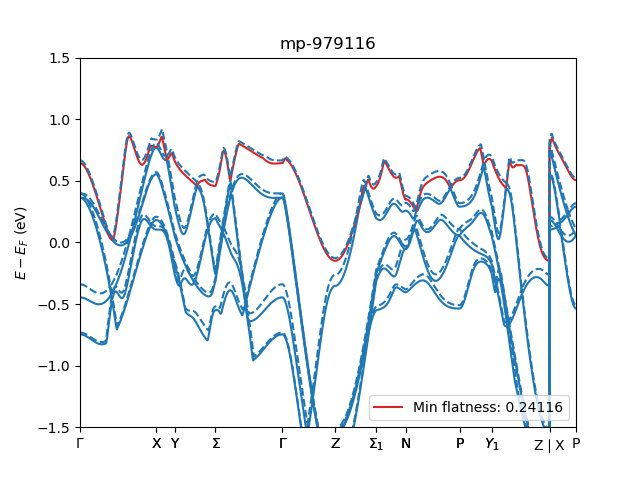 mp-979116
E − E_F (eV)
1.5
1.0
0.5
0.0
−0.5
−1.0
−1.5
Min flatness: 0.24116
Γ X Y Σ Γ Z Σ₁ N P Y₁ Z | X P